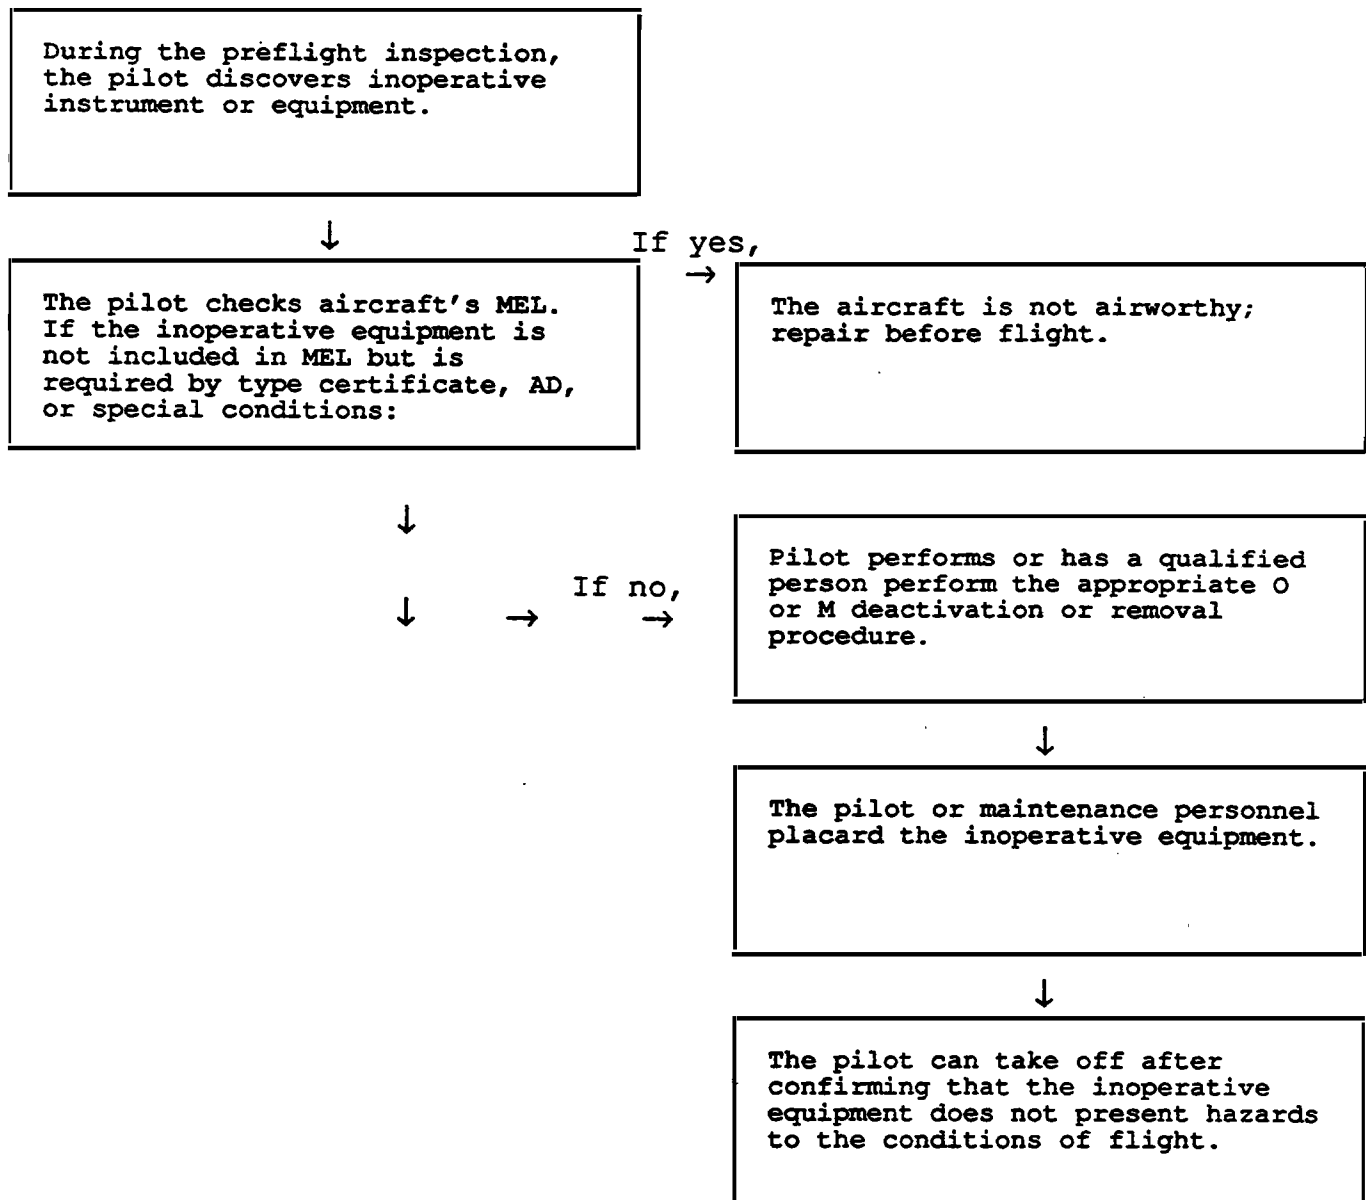 During the preflight inspection,
the pilot discovers inoperative
instrument or equipment.
↓
If yes,
→
The pilot checks aircraft's MEL.
If the inoperative equipment is
not included in MEL but is
required by type certificate, AD,
or special conditions:
The aircraft is not airworthy;
repair before flight.
↓
If no,
↓ → →
Pilot performs or has a qualified
person perform the appropriate O
or M deactivation or removal
procedure.
↓
The pilot or maintenance personnel
placard the inoperative equipment.
↓
The pilot can take off after
confirming that the inoperative
equipment does not present hazards
to the conditions of flight.